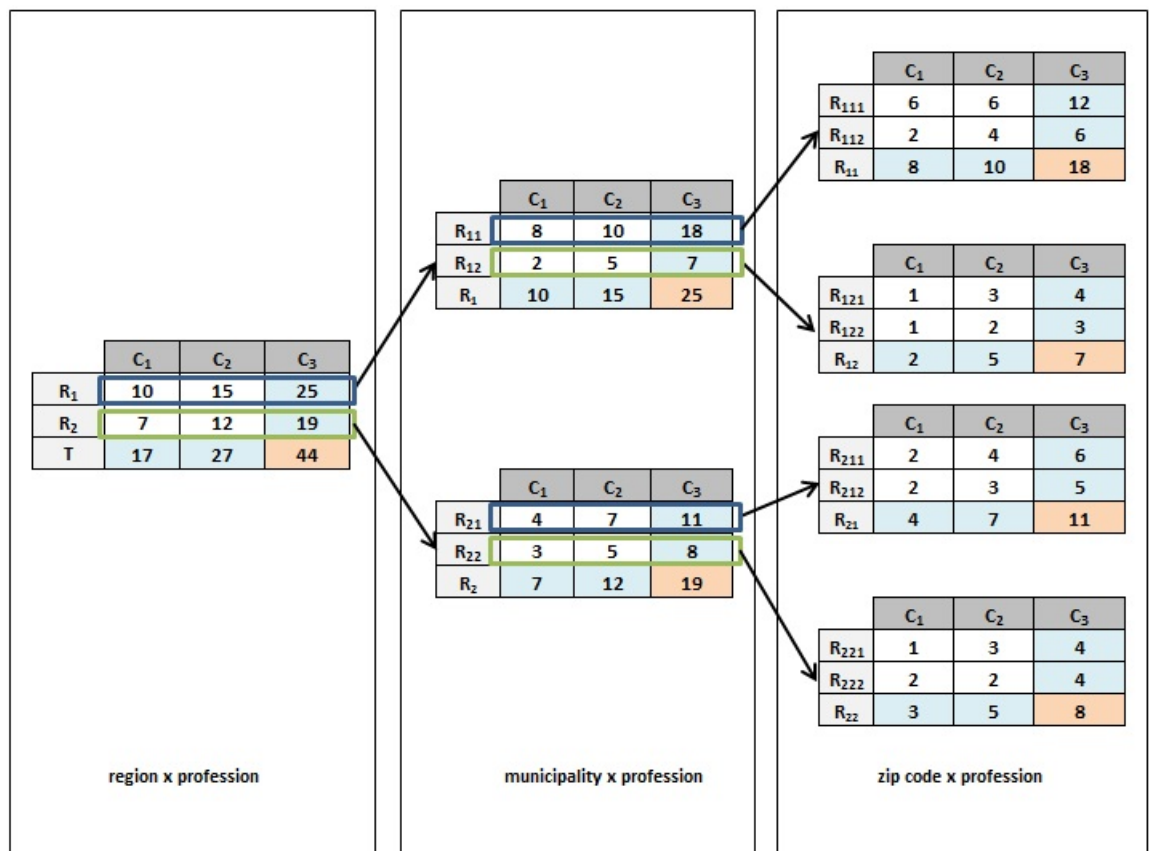 C₁ C₂ C₃
R₁ 10 15 25
R₂ 7 12 19
T 17 27 44
region x profession
C₁ C₂ C₃
R₁₁ 8 10 18
R₁₂ 2 5 7
R₁ 10 15 25
C₁ C₂ C₃
R₂₁ 4 7 11
R₂₂ 3 5 8
R₂ 7 12 19
municipality x profession
C₁ C₂ C₃
R₁₁₁ 6 6 12
R₁₁₂ 2 4 6
R₁₁ 8 10 18
C₁ C₂ C₃
R₁₂₁ 1 3 4
R₁₂₂ 1 2 3
R₁₂ 2 5 7
C₁ C₂ C₃
R₂₁₁ 2 4 6
R₂₁₂ 2 3 5
R₂₁ 4 7 11
C₁ C₂ C₃
R₂₂₁ 1 3 4
R₂₂₂ 2 2 4
R₂₂ 3 5 8
zip code x profession